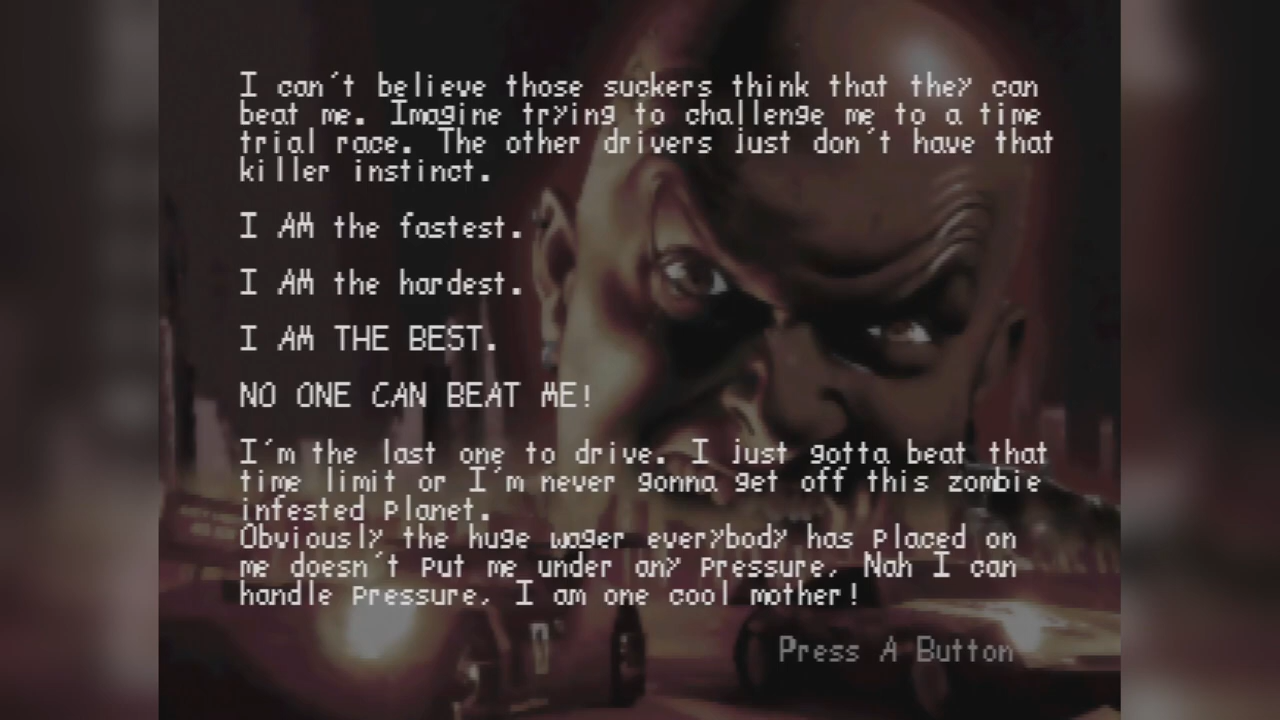 I can´t believe those suckers think that they can
beat me. Imagine trying to challenge me to a time
trial race. The other drivers just don´t have that
killer instinct.
I AM the fastest.
I AM the hardest.
I AM THE BEST.
NO ONE CAN BEAT ME!
I´m the last one to drive. I just gotta beat that
time limit or I´m never gonna get off this zombie
infested planet.
Obviously the huge wager everybody has placed on
me doesn´t put me under any pressure, Nah I can
handle pressure, I am one cool mother!
Press A Button